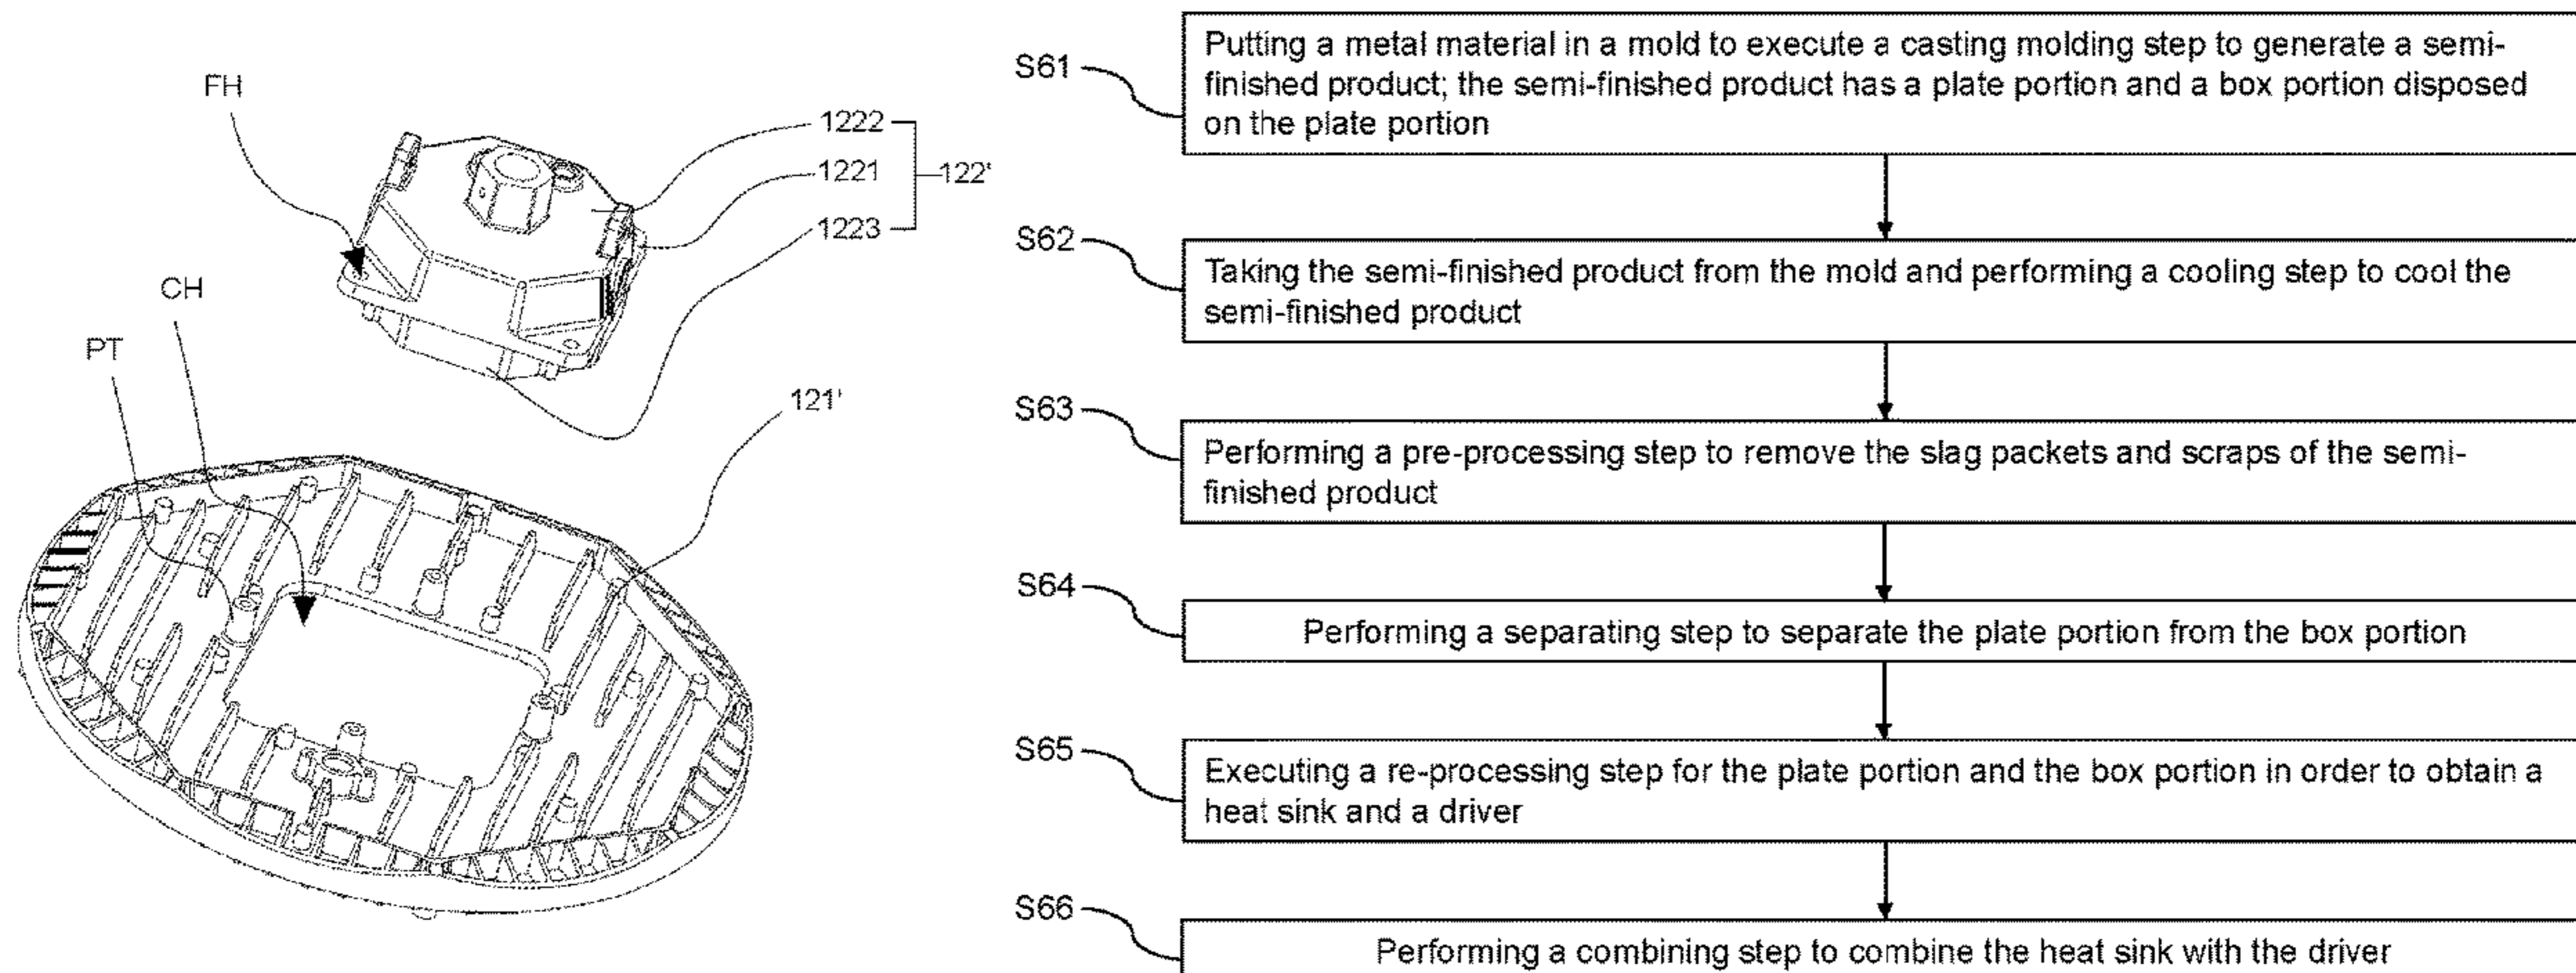 FH
1222
1221
122'
1223
CH
PT
121'
S61
Putting a metal material in a mold to execute a casting molding step to generate a semi-
finished product; the semi-finished product has a plate portion and a box portion disposed
on the plate portion
S62
Taking the semi-finished product from the mold and performing a cooling step to cool the
semi-finished product
S63
Performing a pre-processing step to remove the slag packets and scraps of the semi-
finished product
S64
Performing a separating step to separate the plate portion from the box portion
S65
Executing a re-processing step for the plate portion and the box portion in order to obtain a
heat sink and a driver
S66
Performing a combining step to combine the heat sink with the driver